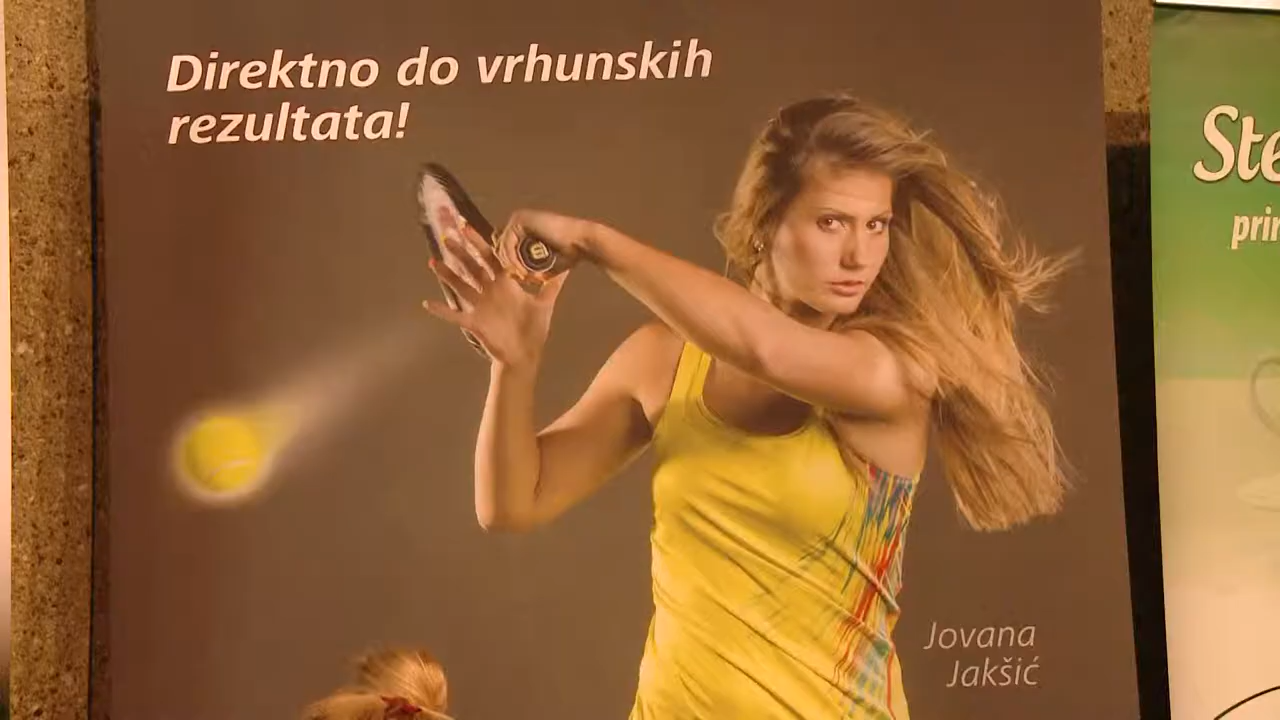 Direktno do vrhunskih
rezultata!
Jovana
Jakšić